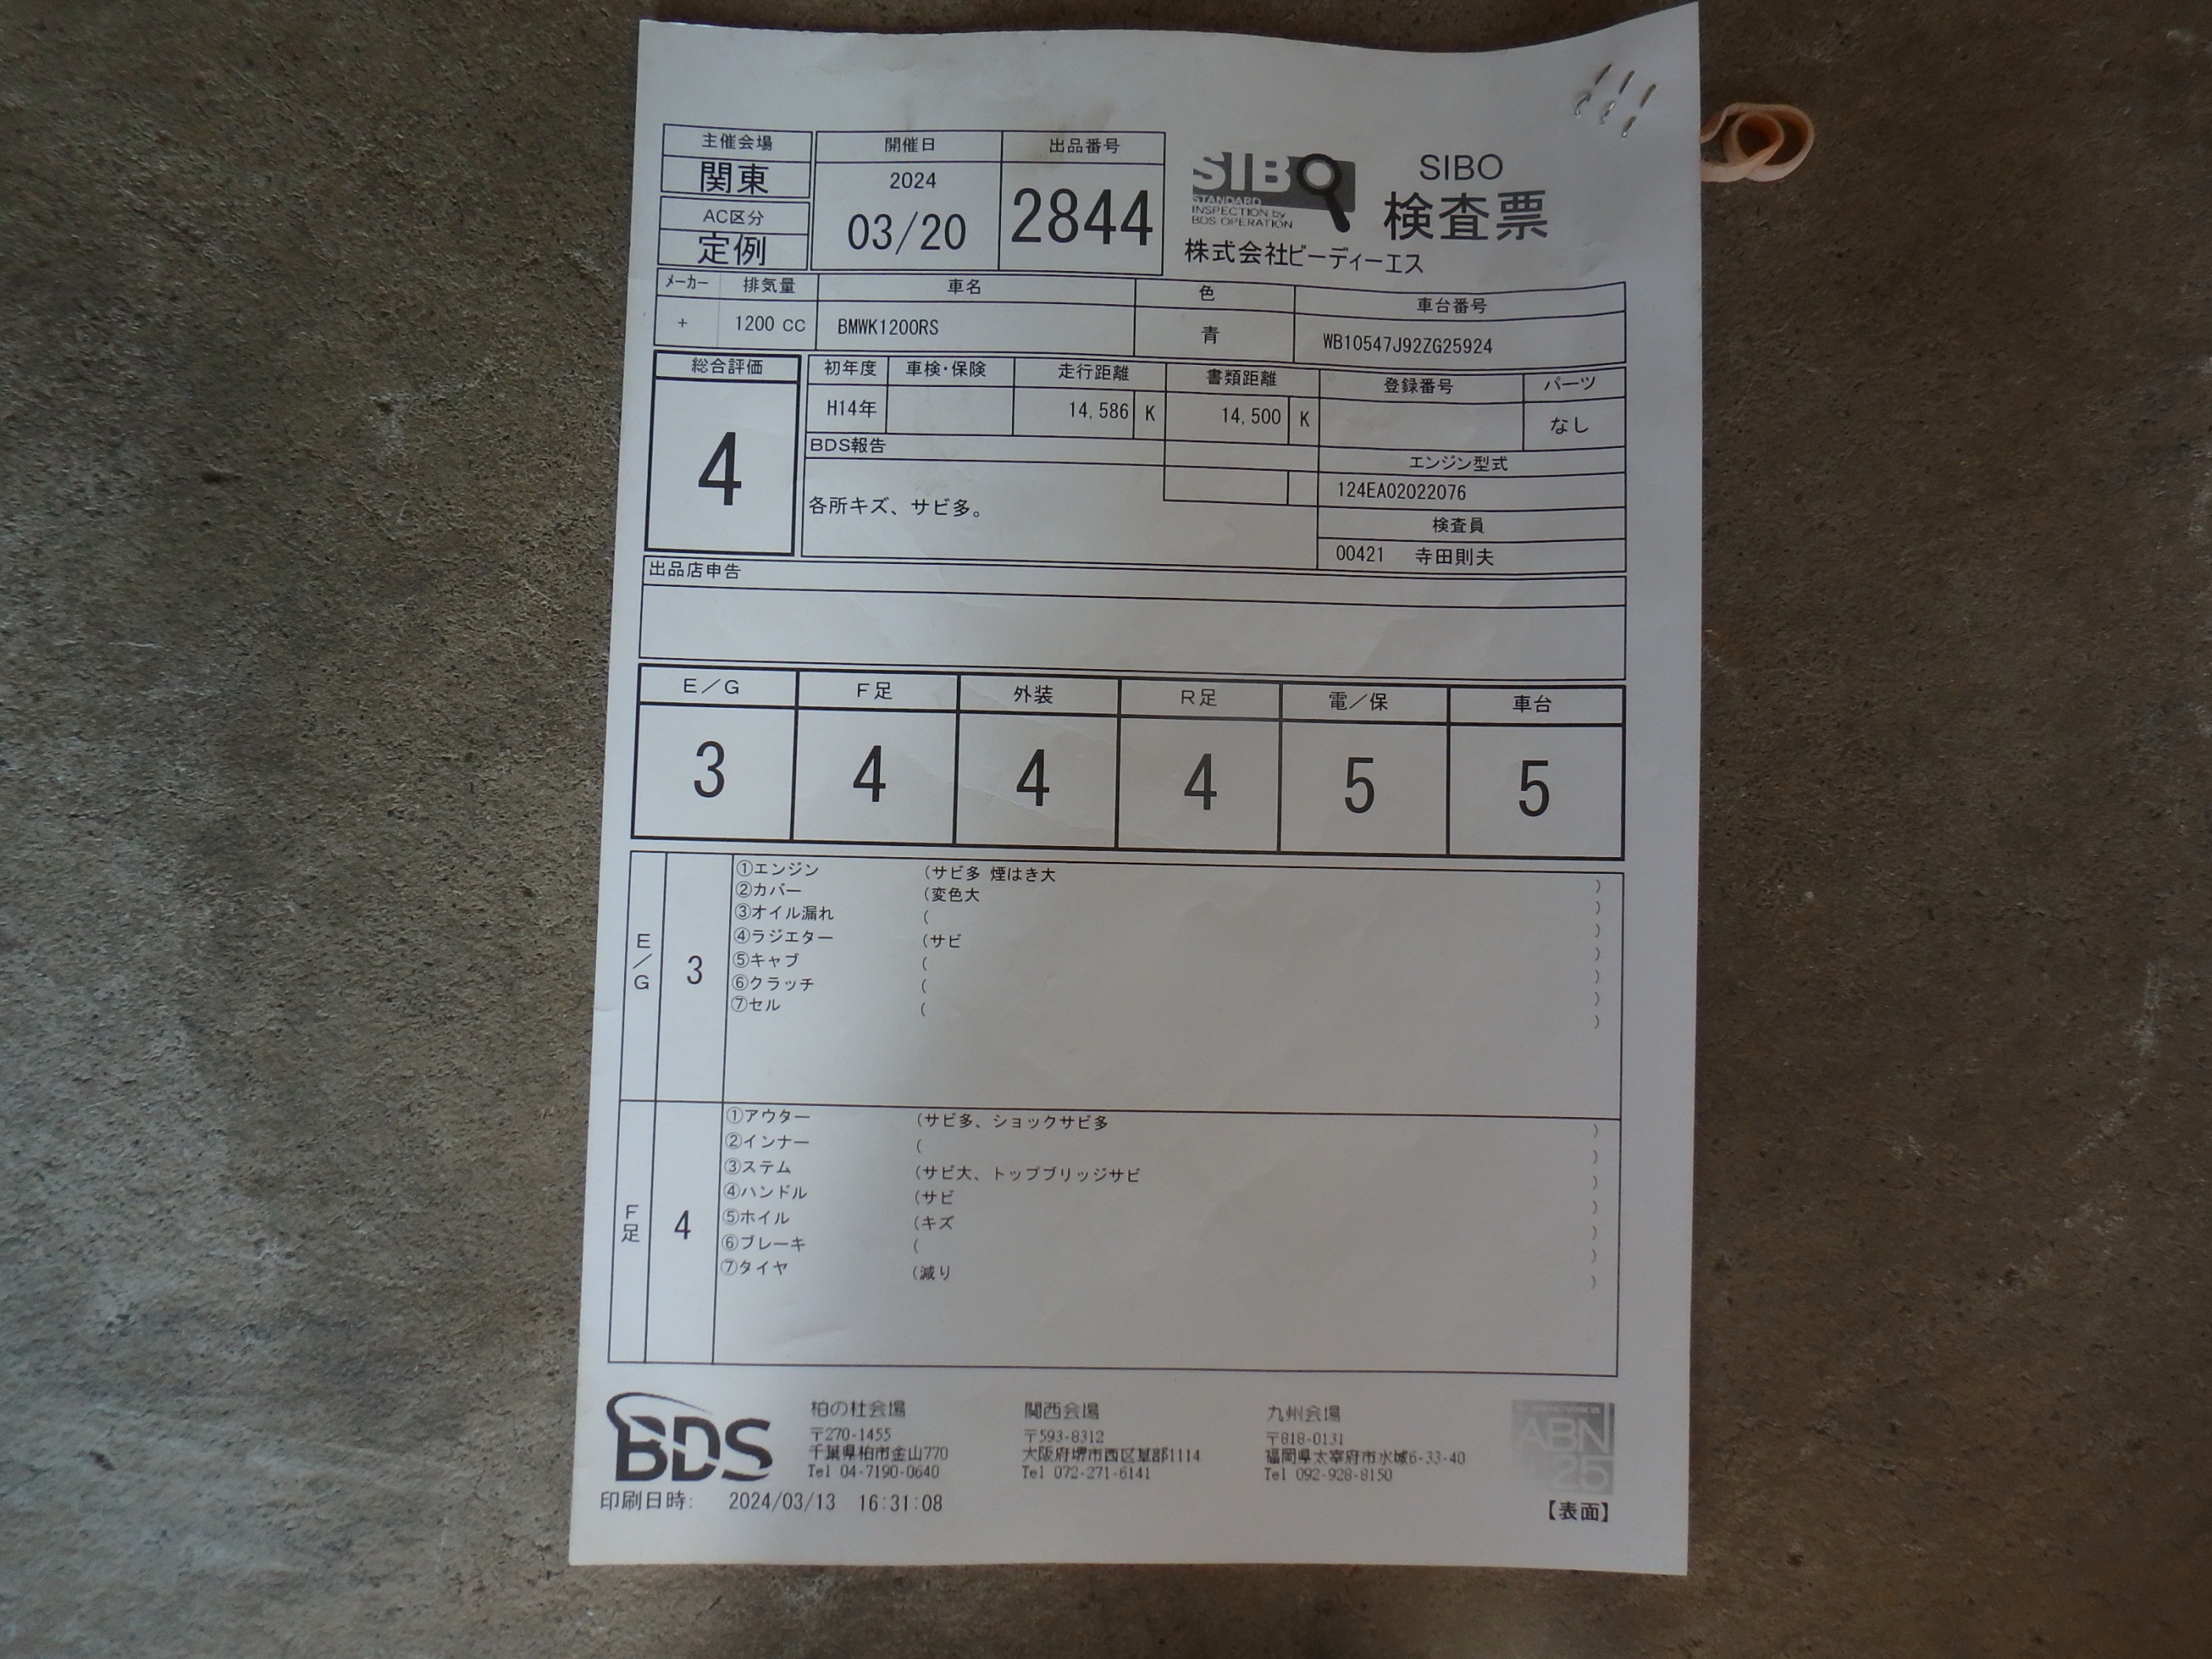 主催会場 開催日 出品番号
関東 2024 03/20 2844
AC区分
定例
SIBO
STANDARD
INSPECTION by
BDS OPERATION
SIBO
検査票
株式会社ビーディーエス
メーカー 排気量 車名 色 車台番号
+ 1200 CC BMWK1200RS 青 WB10547J92ZG25924
総合評価 初年度 車検・保険 走行距離 書類距離 登録番号 パーツ
4 H14年 14,586 K 14,500 K なし
BDS報告 エンジン型式
各所キズ、サビ多。 124EA02022076
検査員
00421 寺田則夫
出品店申告
E/G F足 外装 R足 電/保 車台
3 4 4 4 5 5
E/G 3
①エンジン (サビ多 煙はき大 )
②カバー (変色大 )
③オイル漏れ ( )
④ラジエター (サビ )
⑤キャブ ( )
⑥クラッチ ( )
⑦セル ( )
F足 4
①アウター (サビ多、ショックサビ多 )
②インナー ( )
③ステム (サビ大、トップブリッジサビ )
④ハンドル (サビ )
⑤ホイル (キズ )
⑥ブレーキ ( )
⑦タイヤ (減り )
BDS
柏の杜会場 関西会場 九州会場
〒270-1455 〒593-8312 〒818-0131
千葉県柏市金山770 大阪府堺市西区草部1114 福岡県太宰府市水城6-33-40
Tel 04-7190-0640 Tel 072-271-6141 Tel 092-928-8150
ABN
25
印刷日時: 2024/03/13 16:31:08
【表面】